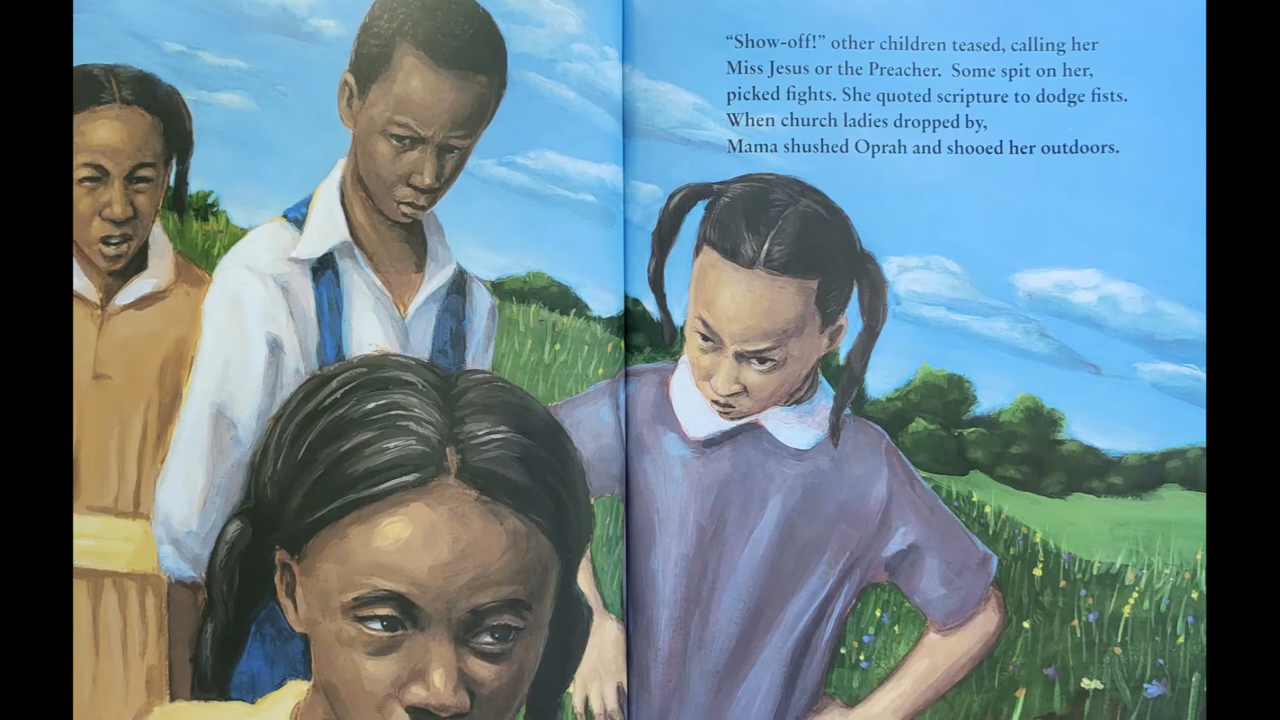 “Show-off!” other children teased, calling her
Miss Jesus or the Preacher. Some spit on her,
picked fights. She quoted scripture to dodge fists.
When church ladies dropped by,
Mama shushed Oprah and shooed her outdoors.